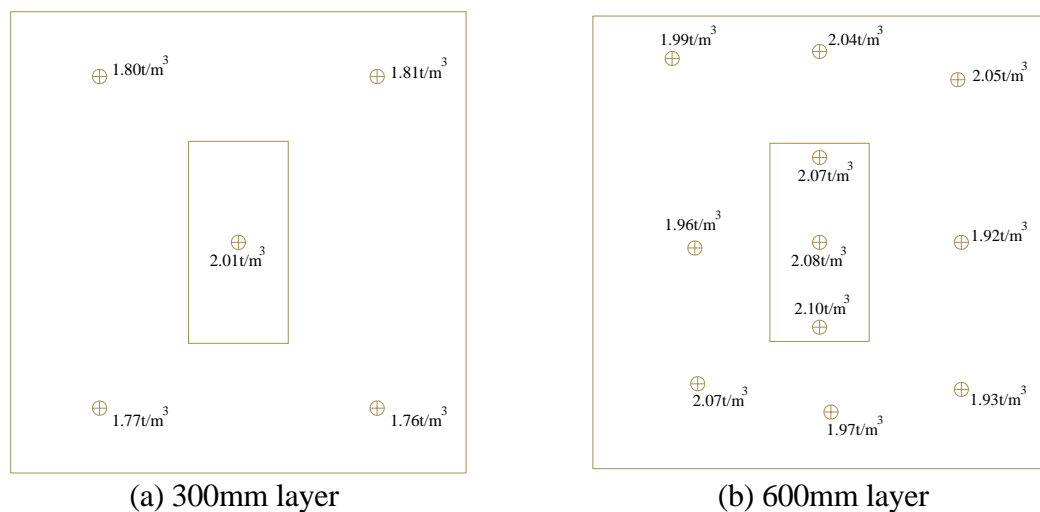 1.80t/m³
1.81t/m³
2.01t/m³
1.77t/m³
1.76t/m³
(a) 300mm layer
1.99t/m³
2.04t/m³
2.05t/m³
2.07t/m³
1.96t/m³
2.08t/m³
1.92t/m³
2.10t/m³
2.07t/m³
1.97t/m³
1.93t/m³
(b) 600mm layer